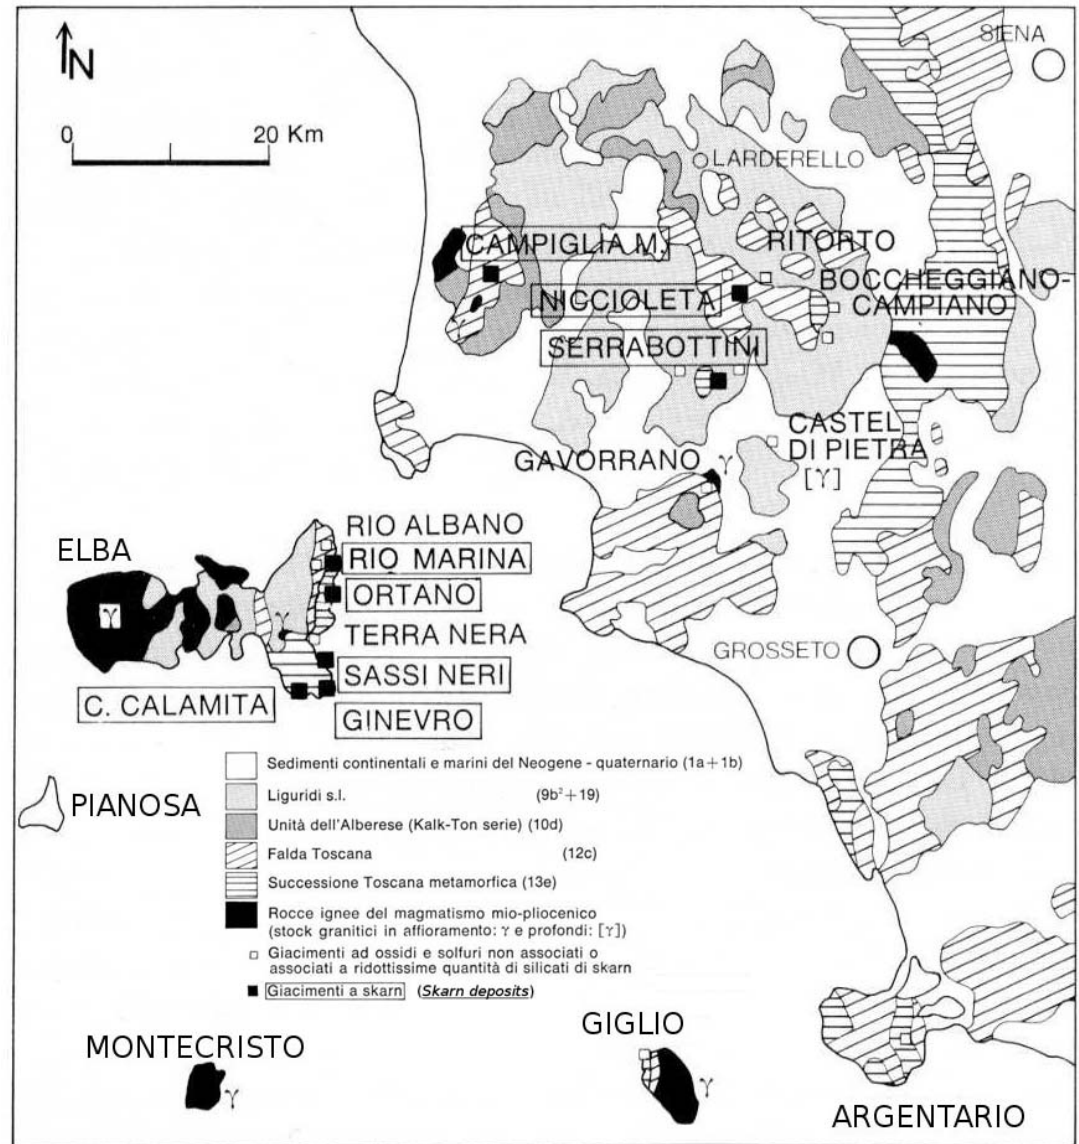 SIENA
N
0 20 Km
LARDERELLO
CAMPIGLIA M.
RITORTO
NICCIOLETA
BOCCHEGGIANO-
CAMPIANO
SERRABOTTINI
CASTEL
DI PIETRA
[γ]
GAVORRANO γ
RIO ALBANO
ELBA
RIO MARINA
γ
ORTANO
γ
TERRA NERA
GROSSETO
SASSI NERI
C. CALAMITA
GINEVRO
Sedimenti continentali e marini del Neogene - quaternario (1a+1b)
PIANOSA
Liguridi s.l. (9b²+19)
Unità dell'Alberese (Kalk-Ton serie) (10d)
Falda Toscana (12c)
Successione Toscana metamorfica (13e)
Rocce ignee del magmatismo mio-pliocenico
(stock granitici in affioramento: γ e profondi: [γ])
Giacimenti ad ossidi e solfuri non associati o
associati a ridottissime quantità di silicati di skarn
Giacimenti a skarn (Skarn deposits)
GIGLIO
MONTECRISTO
γ
γ
ARGENTARIO